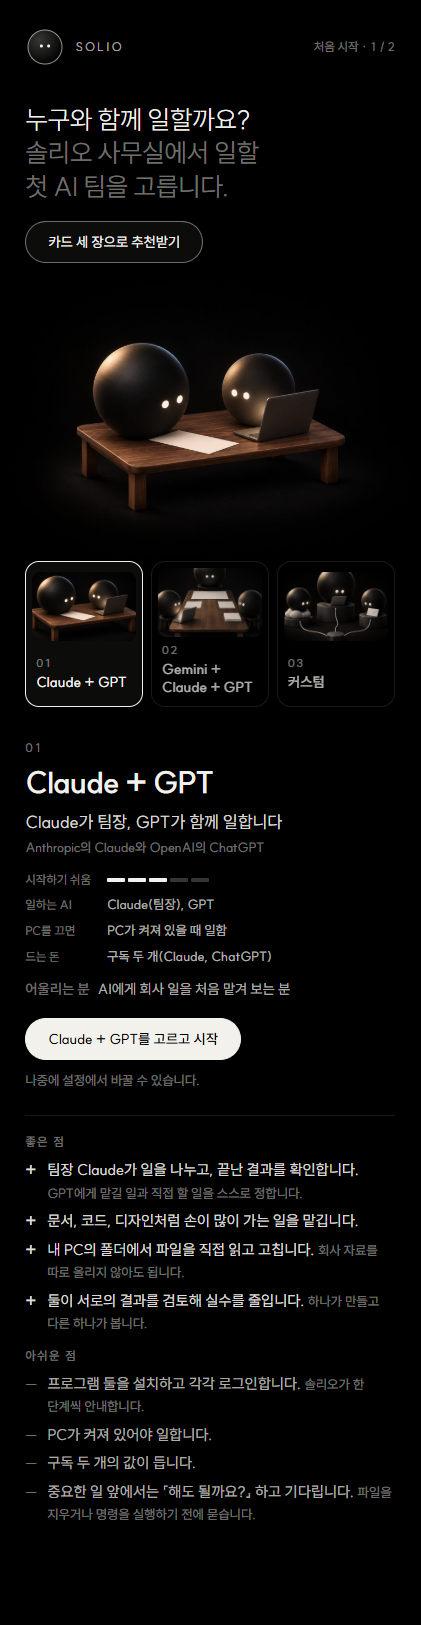 SOLIO
처음 시작 · 1 / 2
누구와 함께 일할까요?
솔리오 사무실에서 일할
첫 AI 팀을 고릅니다.
카드 세 장으로 추천받기
01
Claude + GPT
02
Gemini +
Claude + GPT
03
커스텀
01
Claude + GPT
Claude가 팀장, GPT가 함께 일합니다
Anthropic의 Claude와 OpenAI의 ChatGPT
시작하기 쉬움
일하는 AI Claude(팀장), GPT
PC를 끄면 PC가 켜져 있을 때 일함
드는 돈 구독 두 개(Claude, ChatGPT)
어울리는 분 AI에게 회사 일을 처음 맡겨 보는 분
Claude + GPT를 고르고 시작
나중에 설정에서 바꿀 수 있습니다.
좋은 점
+ 팀장 Claude가 일을 나누고, 끝난 결과를 확인합니다.
GPT에게 맡길 일과 직접 할 일을 스스로 정합니다.
+ 문서, 코드, 디자인처럼 손이 많이 가는 일을 맡깁니다.
+ 내 PC의 폴더에서 파일을 직접 읽고 고칩니다. 회사 자료를
따로 올리지 않아도 됩니다.
+ 둘이 서로의 결과를 검토해 실수를 줄입니다. 하나가 만들고
다른 하나가 봅니다.
아쉬운 점
— 프로그램 둘을 설치하고 각각 로그인합니다. 솔리오가 한
단계씩 안내합니다.
— PC가 켜져 있어야 일합니다.
— 구독 두 개의 값이 듭니다.
— 중요한 일 앞에서는 「해도 될까요?」 하고 기다립니다. 파일을
지우거나 명령을 실행하기 전에 묻습니다.